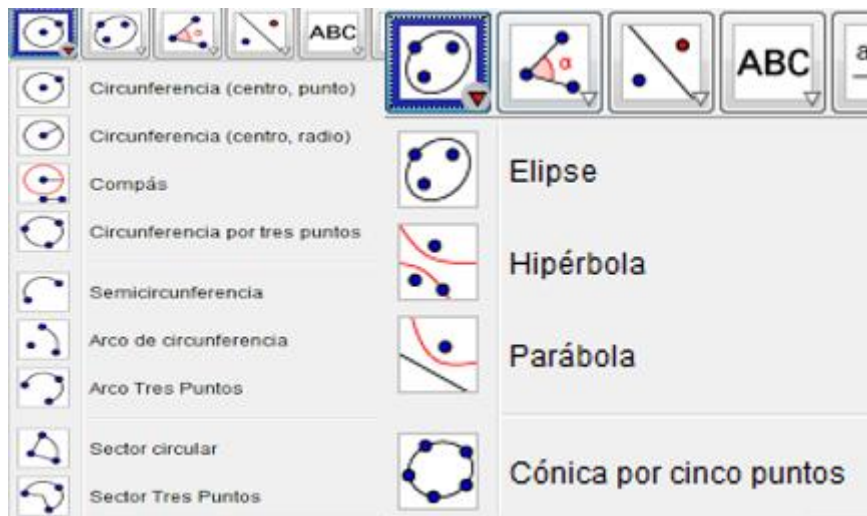 ABC
Circunferencia (centro, punto)
Circunferencia (centro, radio)
Compás
Circunferencia por tres puntos
Semicircunferencia
Arco de circunferencia
Arco Tres Puntos
Sector circular
Sector Tres Puntos
α
ABC
a
Elipse
Hipérbola
Parábola
Cónica por cinco puntos